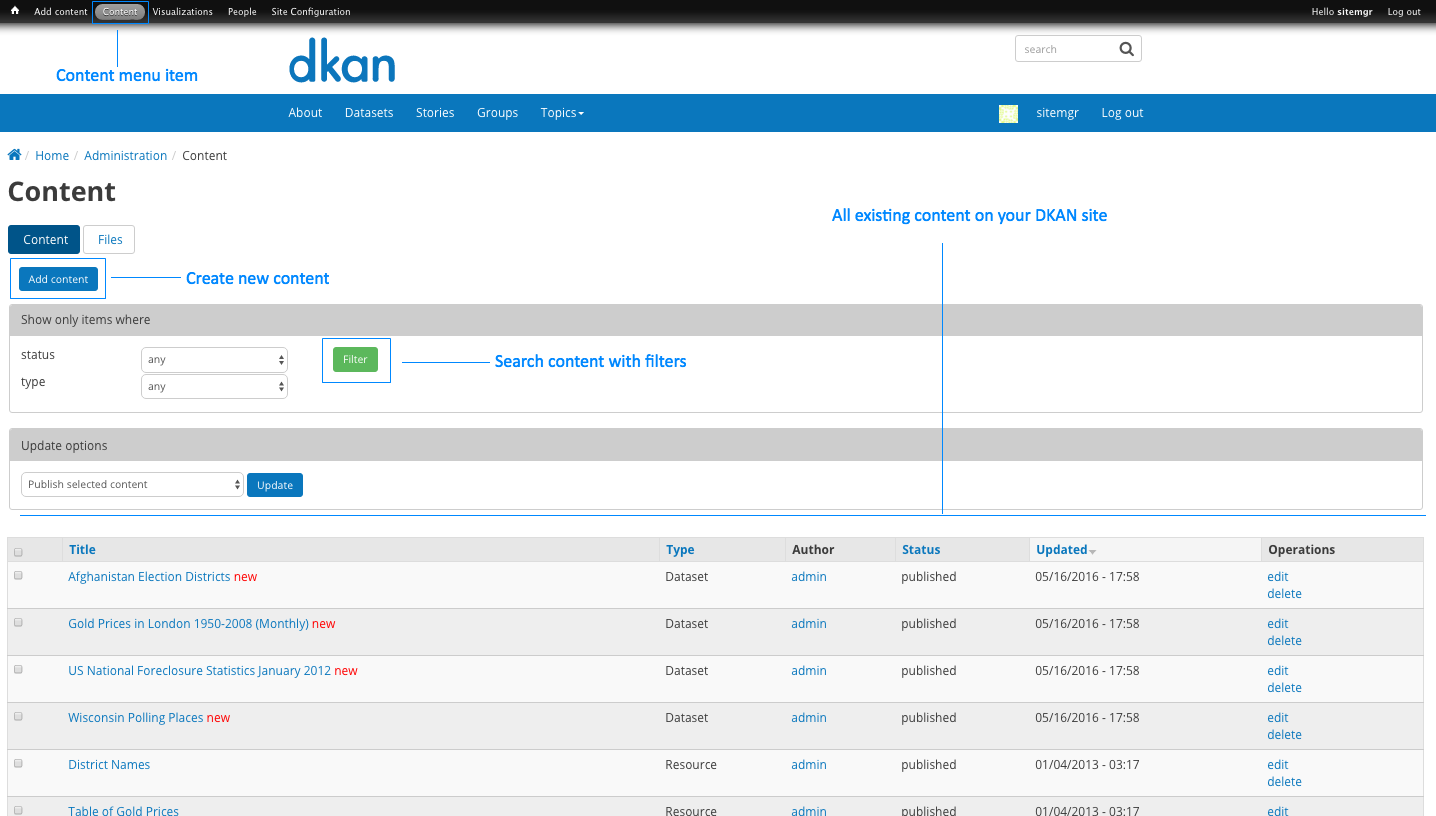 Add content Content Visualizations People Site Configuration Hello sitemgr Log out
Content menu item
dkan
search
About Datasets Stories Groups Topics sitemgr Log out
/ Home / Administration / Content
Content
All existing content on your DKAN site
Content Files
Add content
Create new content
Show only items where
status any Filter
Search content with filters
type any
Update options
Publish selected content Update
Title Type Author Status Updated Operations
Afghanistan Election Districts new Dataset admin published 05/16/2016 - 17:58 edit
delete
Gold Prices in London 1950-2008 (Monthly) new Dataset admin published 05/16/2016 - 17:58 edit
delete
US National Foreclosure Statistics January 2012 new Dataset admin published 05/16/2016 - 17:58 edit
delete
Wisconsin Polling Places new Dataset admin published 05/16/2016 - 17:58 edit
delete
District Names Resource admin published 01/04/2013 - 03:17 edit
delete
Table of Gold Prices Resource admin published 01/04/2013 - 03:17 edit